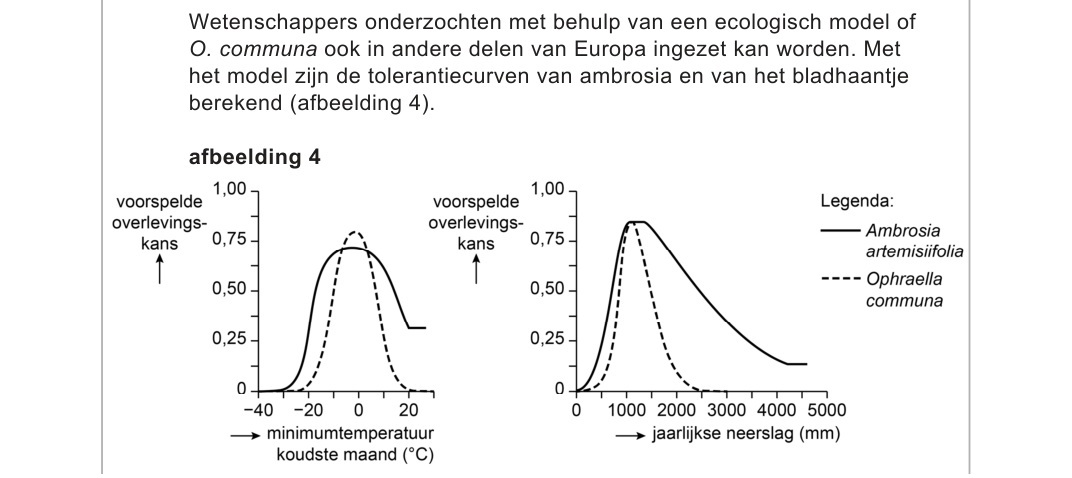 Wetenschappers onderzochten met behulp van een ecologisch model of
O. communa ook in andere delen van Europa ingezet kan worden. Met
het model zijn de tolerantiecurven van ambrosia en van het bladhaantje
berekend (afbeelding 4).
afbeelding 4
voorspelde
overlevings-
kans
1,00
0,75
0,50
0,25
0
−40 −20 0 20
minimumtemperatuur
koudste maand (°C)
voorspelde
overlevings-
kans
1,00
0,75
0,50
0,25
0
0 1000 2000 3000 4000 5000
jaarlijkse neerslag (mm)
Legenda:
Ambrosia
artemisiifolia
Ophraella
communa